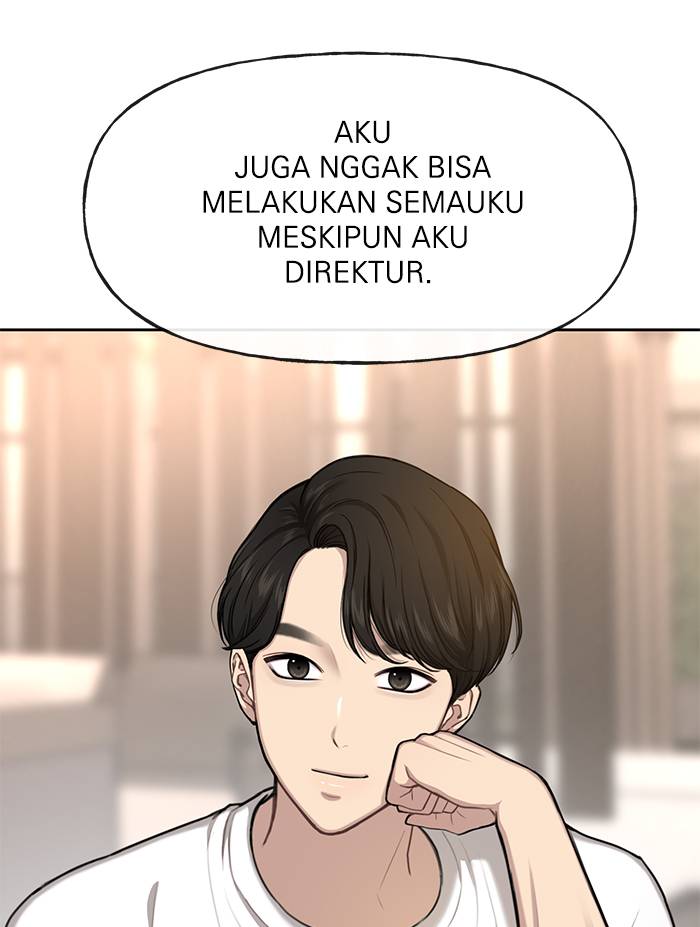 AKU
JUGA NGGAK BISA
MELAKUKAN SEMAUKU
MESKIPUN AKU
DIREKTUR.